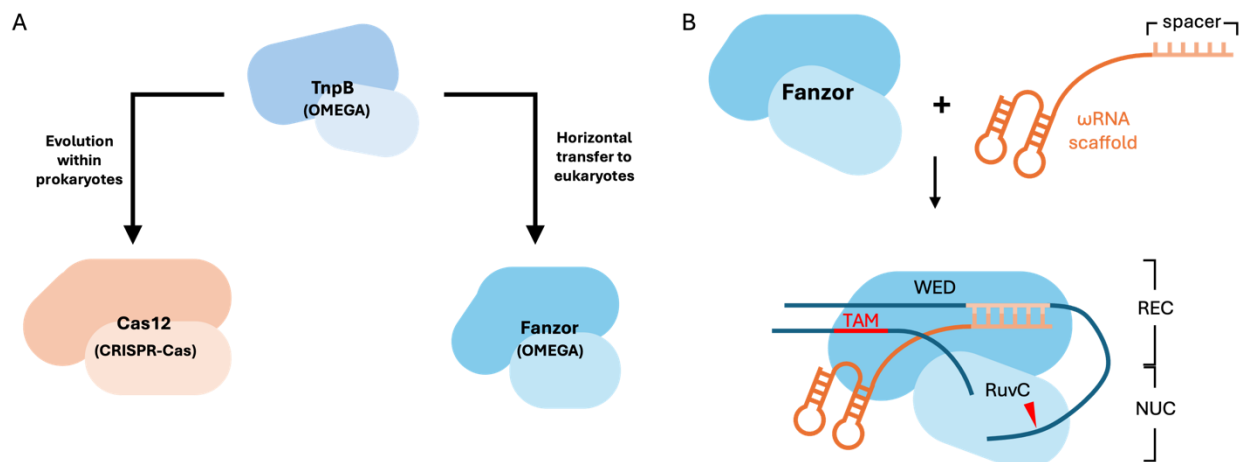 A
TnpB
(OMEGA)
Evolution
within
prokaryotes
Horizontal
transfer to
eukaryotes
Cas12
(CRISPR-Cas)
Fanzor
(OMEGA)
B
spacer
Fanzor
+
ωRNA
scaffold
WED
TAM
REC
RuvC
NUC